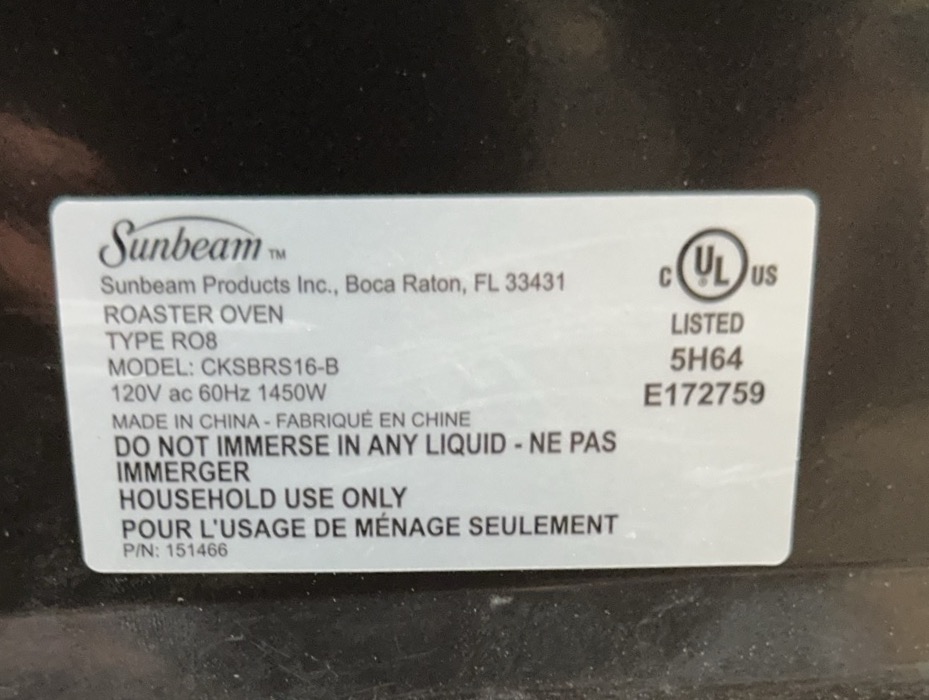 Sunbeam™
Sunbeam Products Inc., Boca Raton, FL 33431
ROASTER OVEN
TYPE RO8
MODEL: CKSBRS16-B
120V ac 60Hz 1450W
MADE IN CHINA - FABRIQUÉ EN CHINE
DO NOT IMMERSE IN ANY LIQUID - NE PAS
IMMERGER
HOUSEHOLD USE ONLY
POUR L'USAGE DE MÉNAGE SEULEMENT
P/N: 151466
C UL® US
LISTED
5H64
E172759